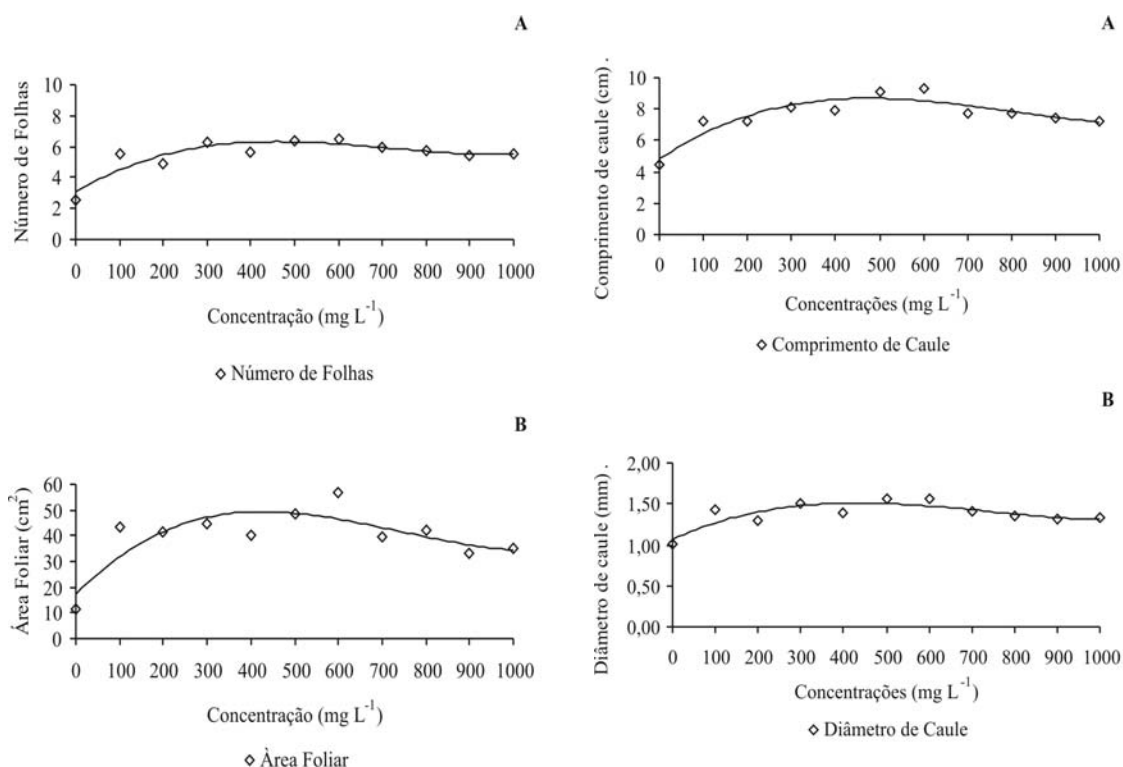 A
Número de Folhas
10
8
6
4
2
0
0 100 200 300 400 500 600 700 800 900 1000
Concentração (mg L-1)
◇ Número de Folhas
A
Comprimento de caule (cm) .
10
8
6
4
2
0
0 100 200 300 400 500 600 700 800 900 1000
Concentrações (mg L-1)
◇ Comprimento de Caule
B
Área Foliar (cm2)
60
50
40
30
20
10
0
0 100 200 300 400 500 600 700 800 900 1000
Concentração (mg L-1)
◇ Àrea Foliar
B
Diâmetro de caule (mm) .
2,00
1,50
1,00
0,50
0,00
0 100 200 300 400 500 600 700 800 900 1000
Concentrações (mg L-1)
◇ Diâmetro de Caule